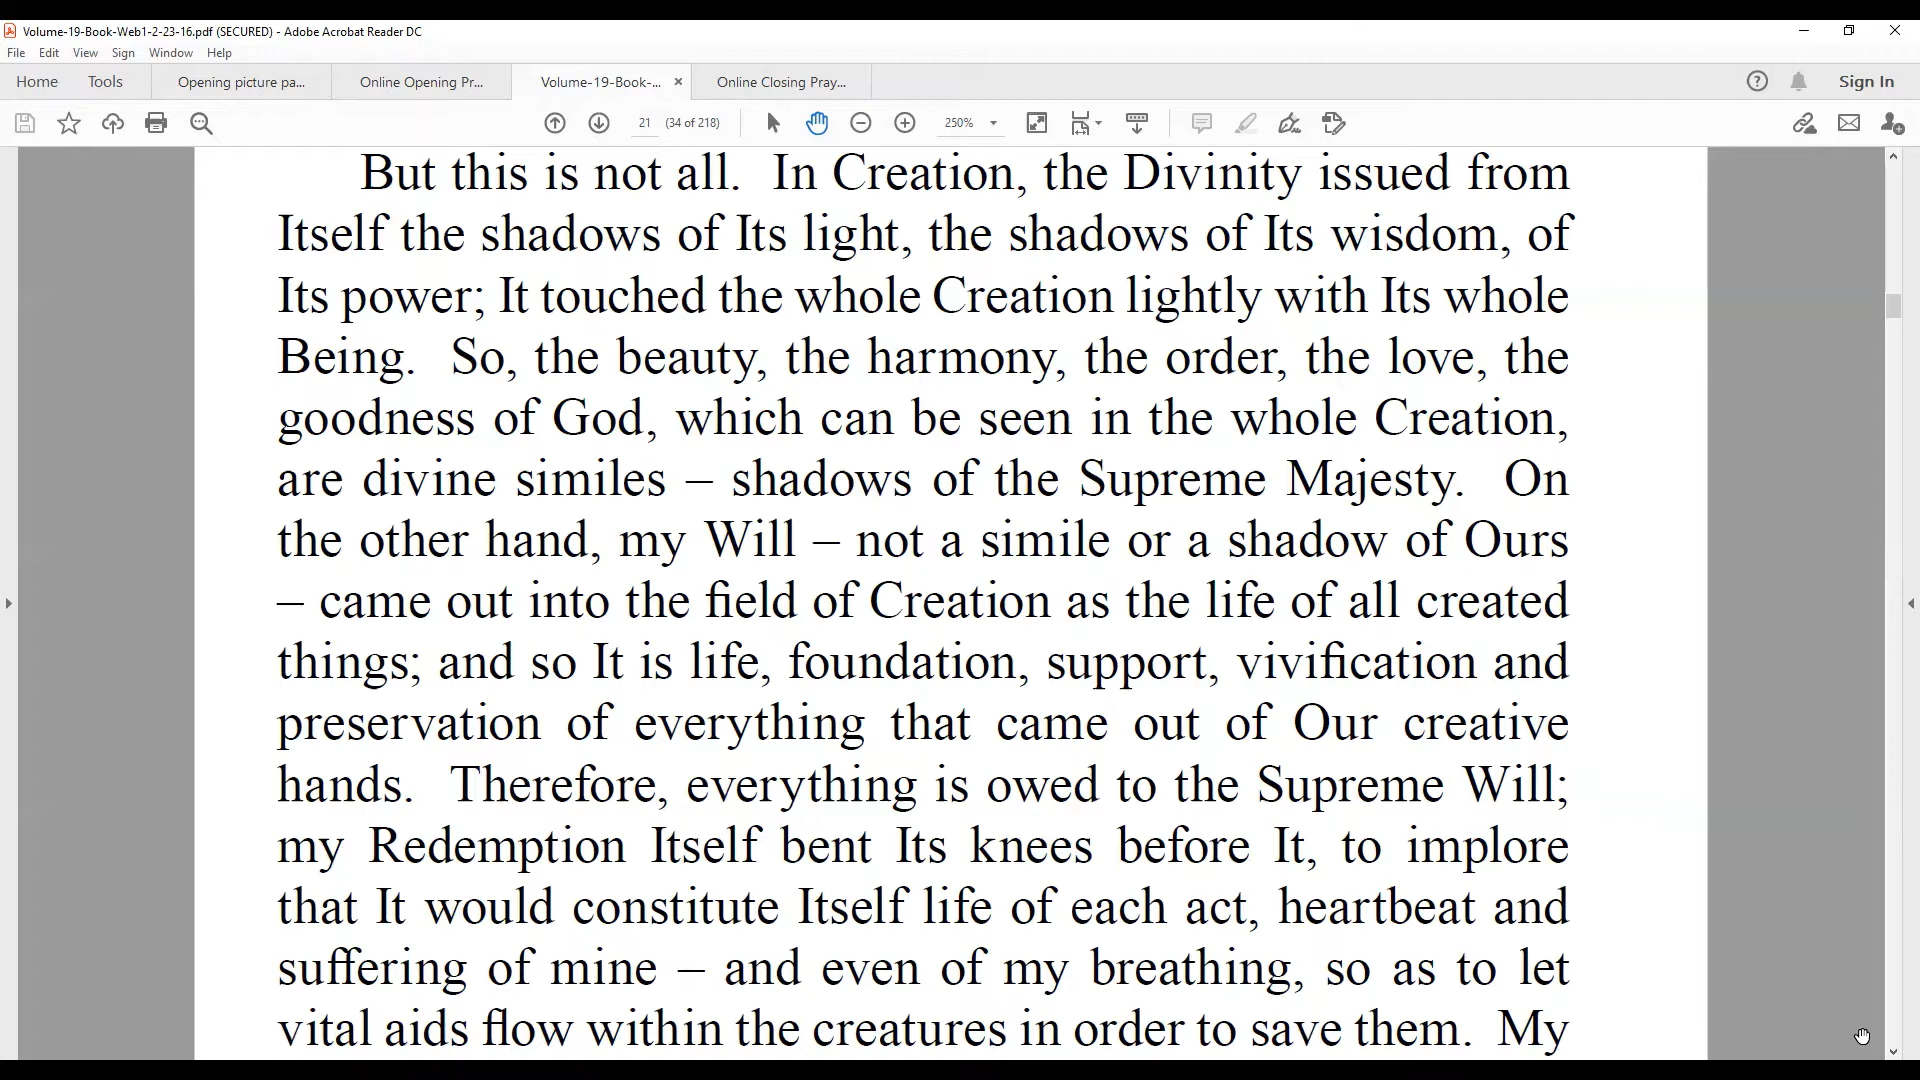 Volume-19-Book-Web1-2-23-16.pdf (SECURED) - Adobe Acrobat Reader DC
File Edit View Sign Window Help
Home Tools Opening picture pa... Online Opening Pr... Volume-19-Book-... Online Closing Pray... Sign In
21 (34 of 218) 250%
But this is not all. In Creation, the Divinity issued from
Itself the shadows of Its light, the shadows of Its wisdom, of
Its power; It touched the whole Creation lightly with Its whole
Being. So, the beauty, the harmony, the order, the love, the
goodness of God, which can be seen in the whole Creation,
are divine similes – shadows of the Supreme Majesty. On
the other hand, my Will – not a simile or a shadow of Ours
– came out into the field of Creation as the life of all created
things; and so It is life, foundation, support, vivification and
preservation of everything that came out of Our creative
hands. Therefore, everything is owed to the Supreme Will;
my Redemption Itself bent Its knees before It, to implore
that It would constitute Itself life of each act, heartbeat and
suffering of mine – and even of my breathing, so as to let
vital aids flow within the creatures in order to save them. My